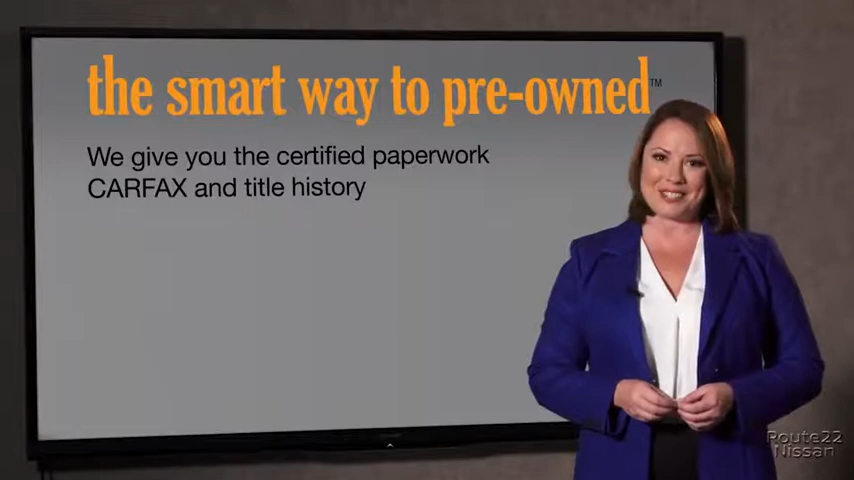 the smart way to pre-owned™
We give you the certified paperwork
CARFAX and title history
Route22
Nissan